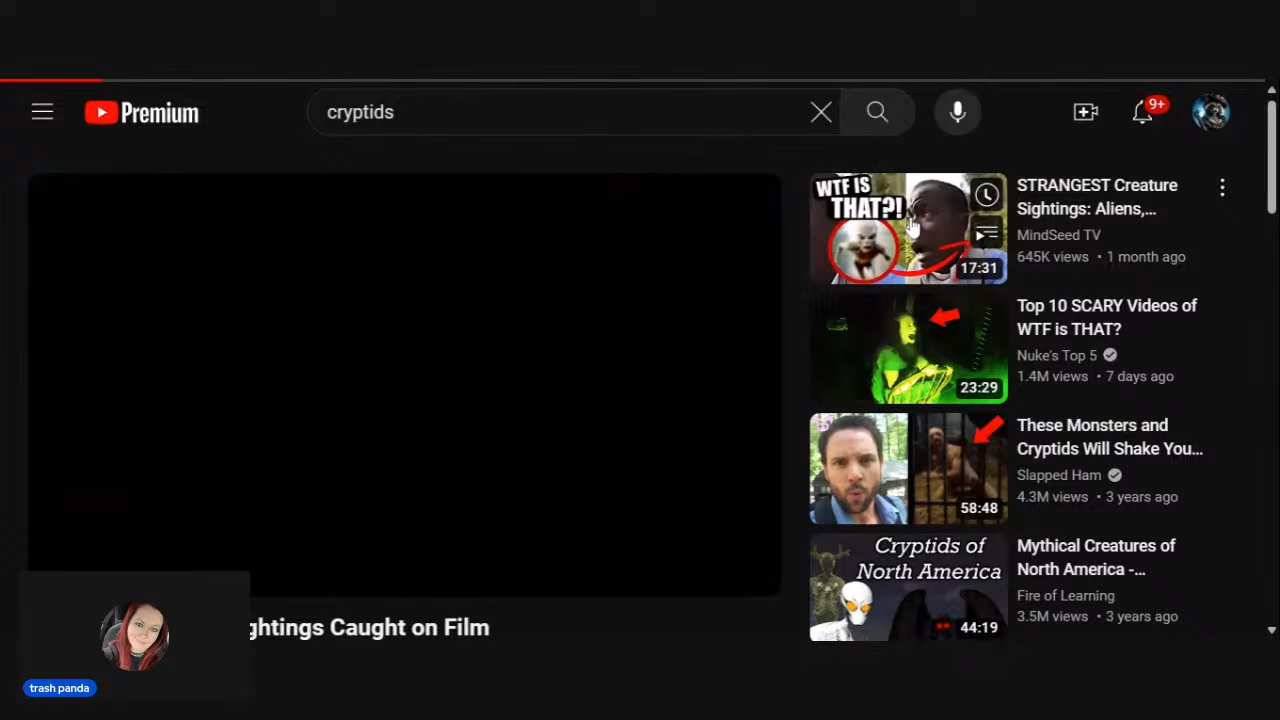 Premium
cryptids
9+
WTF IS
THAT?!
17:31
STRANGEST Creature
Sightings: Aliens,...
MindSeed TV
645K views • 1 month ago
23:29
Top 10 SCARY Videos of
WTF is THAT?
Nuke's Top 5
1.4M views • 7 days ago
58:48
These Monsters and
Cryptids Will Shake You...
Slapped Ham
4.3M views • 3 years ago
Cryptids of
North America
44:19
Mythical Creatures of
North America -...
Fire of Learning
3.5M views • 3 years ago
ghtings Caught on Film
trash panda